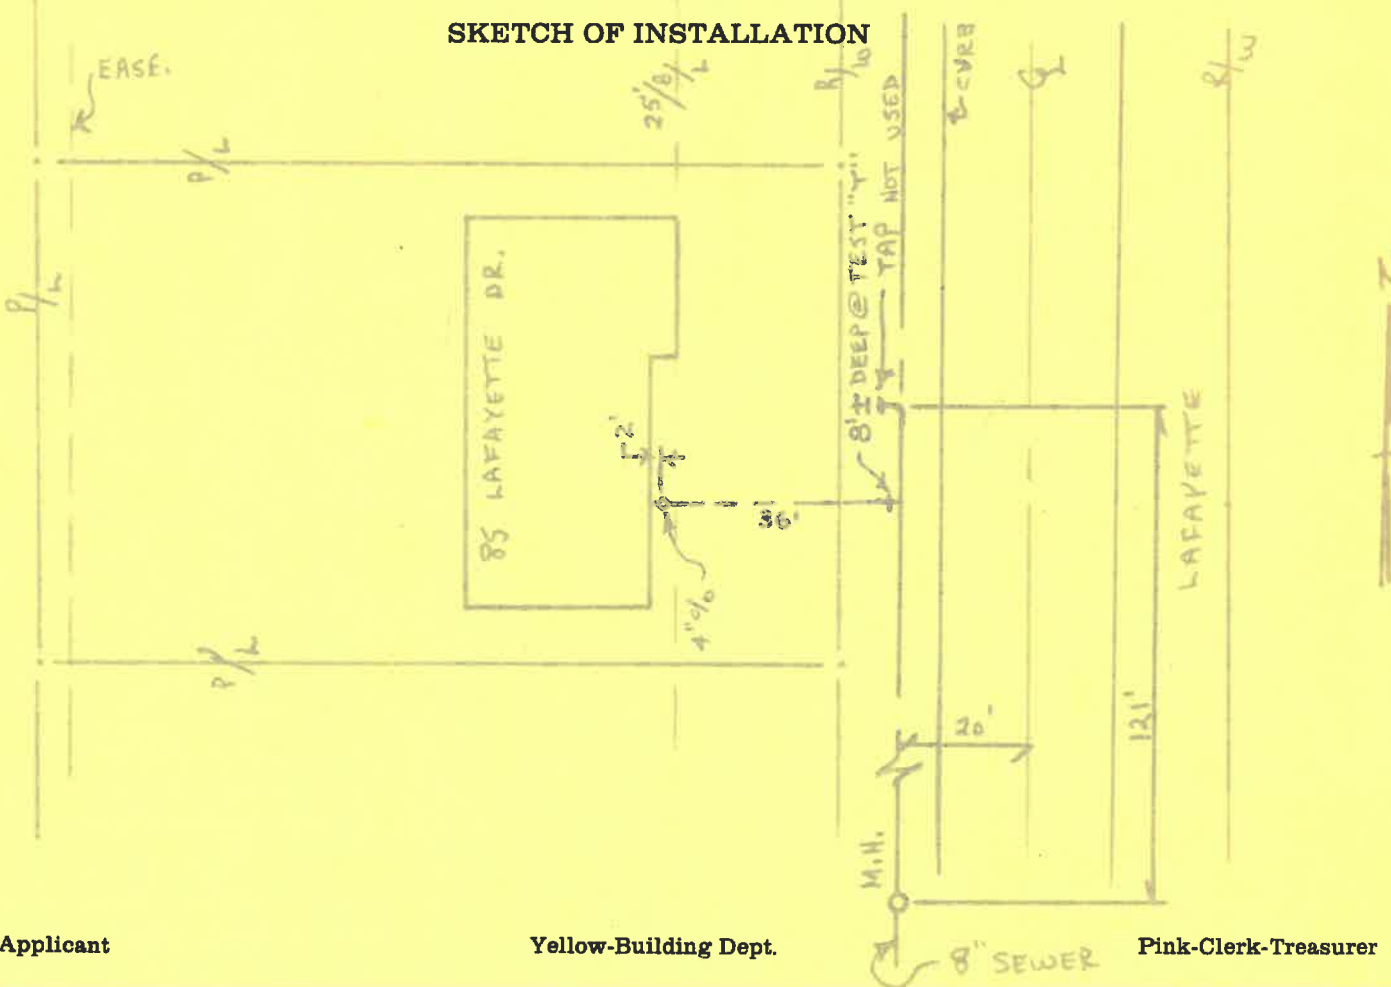 SKETCH OF INSTALLATION
EASE.
P/L
P/L
25' B/L
R/W
TAP NOT USED
℄ CURB
℄
R/W
8'± DEEP @ TEST "Y"
85 LAFAYETTE DR.
2'
36'
4" C/O
P/L
LAFAYETTE
20'
121'
M.H.
8" SEWER
Applicant
Yellow-Building Dept.
Pink-Clerk-Treasurer